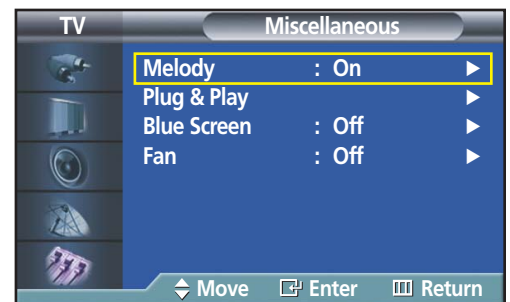 TV Miscellaneous
Melody : On
Plug & Play
Blue Screen : Off
Fan : Off
Move Enter Return